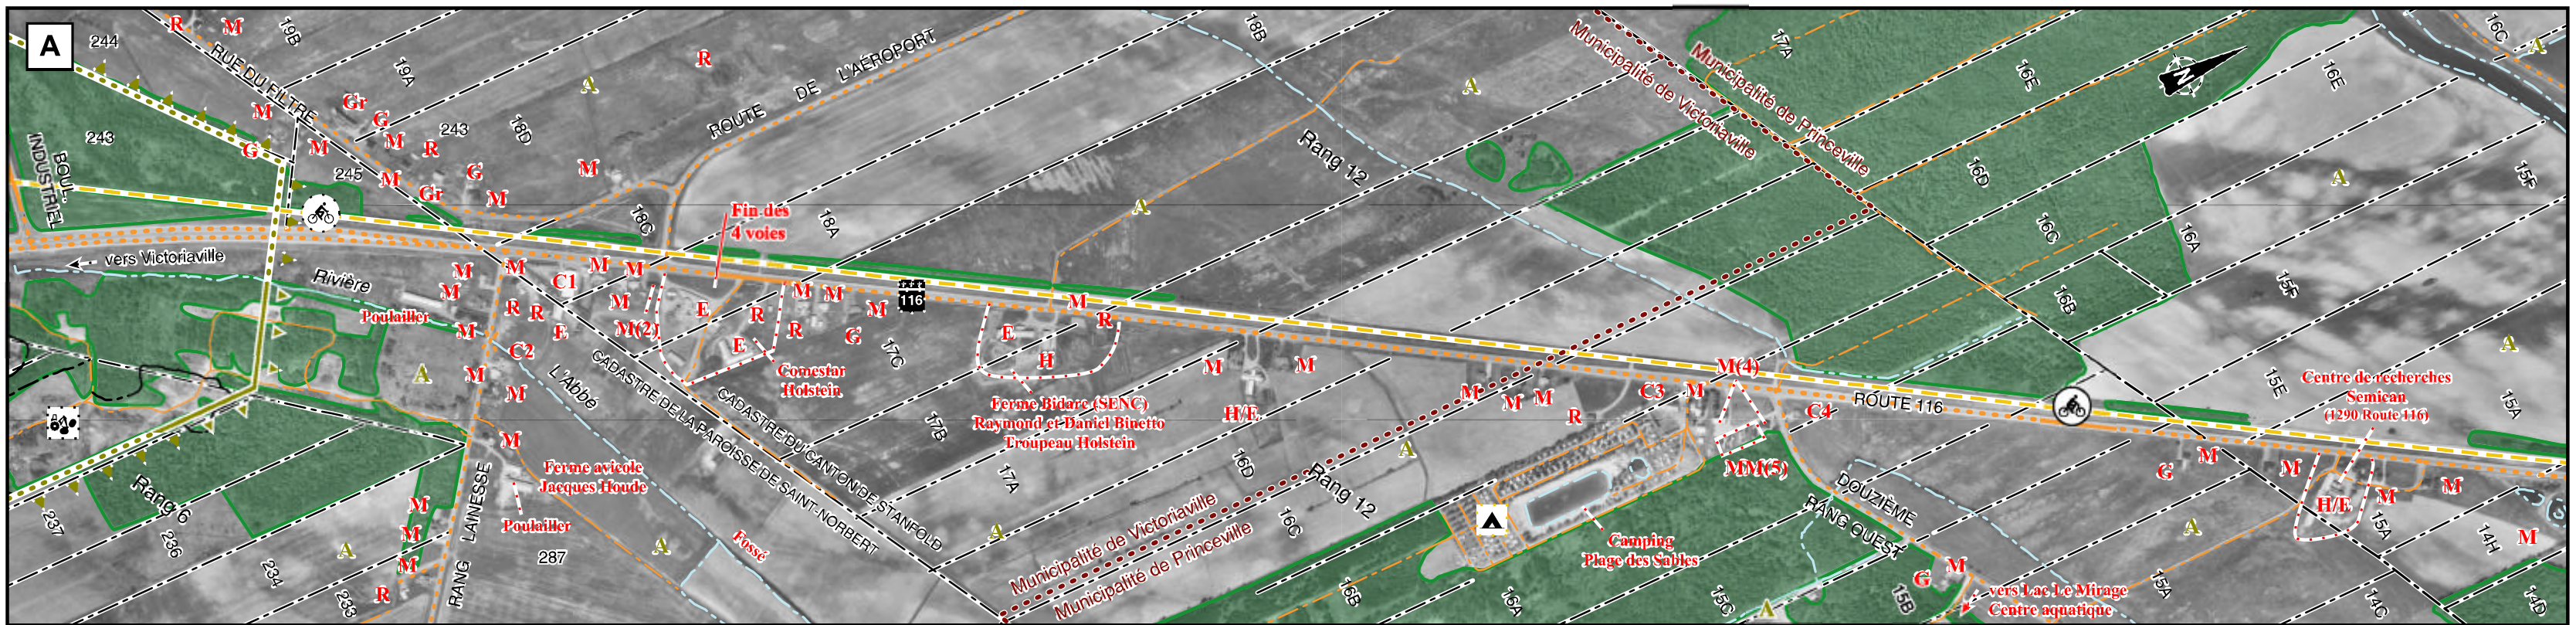 A
244
R
M
19B
RUE DU FILTRE
19A
R
A
ROUTE DE L'AÉROPORT
18B
A
Municipalité de Princeville
Municipalité de Victoriaville
17A
16E
N
16E
16C
A
243
BOUL. INDUSTRIEL
M
Gr
G
M
243
R
18D
G
M
245
M
Gr
G
M
M
18C
Rang 12
16D
15F
A
A
16C
16A
Fin des
4 voies
18A
vers Victoriaville
Rivière
M
M
C1
M
M
M
M
M(2)
E
R
E
M
M
M
R
G
116
17C
M
R
E
H
16B
15F
A
Poulailler
M
R
R
E
C2
M
M
A
L'Abbé
Comestar
Holstein
CADASTRE DE LA PAROISSE DE SAINT-NORBERT
CADASTRE DU CANTON DE STANFOLD
17B
Ferme Bidarc (SENC)
Raymond et Daniel Binetto
Troupeau Holstein
M
M
H/E
M
M
M
R
C3
M
M(4)
C4
ROUTE 116
15E
Centre de recherches
Semican
(1290 Route 116)
15A
M
Ferme avicole
Jacques Houde
Poulailler
287
A
Fossé
17A
A
16D
Rang 12
16C
A
Municipalité de Victoriaville
Municipalité de Princeville
MM(5)
Camping
Plage des Sables
DOUZIÈME
RANG OUEST
G
M
M
H/E
M
M
15A
A
14H
M
237
Rang 6
236
234
233
A
M
M
M
R
RANG LAINESSE
16B
16A
15C
A
15B
G
M
vers Lac Le Mirage
Centre aquatique
15A
14C
14D